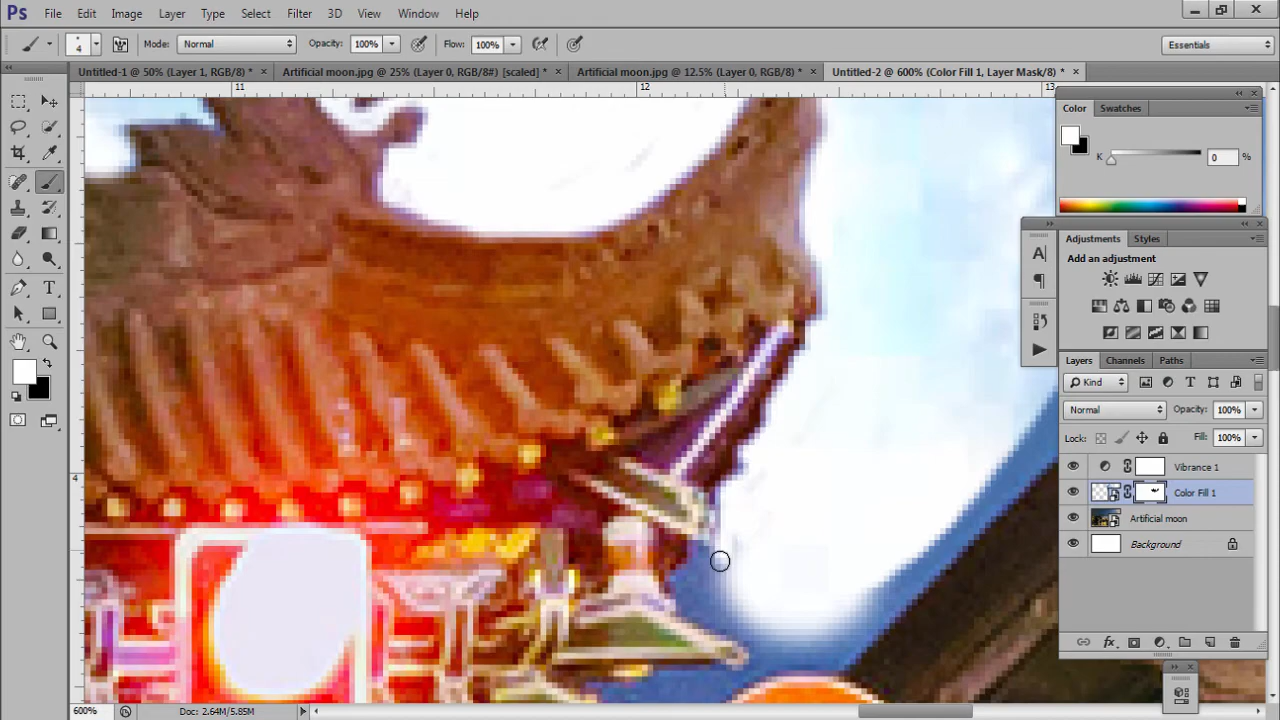 Ps File Edit Image Layer Type Select Filter 3D View Window Help
4 Mode: Normal Opacity: 100% Flow: 100% Essentials
Untitled-1 @ 50% (Layer 1, RGB/8) * × Artificial moon.jpg @ 25% (Layer 0, RGB/8#) [scaled] * × Artificial moon.jpg @ 12.5% (Layer 0, RGB/8) * × Untitled-2 @ 600% (Color Fill 1, Layer Mask/8) * ×
11 12 13
4
Color Swatches
K 0 %
Adjustments Styles
Add an adjustment
Layers Channels Paths
Kind
Normal Opacity: 100%
Lock: Fill: 100%
Vibrance 1
Color Fill 1
Artificial moon
Background
600% Doc: 2.64M/5.85M